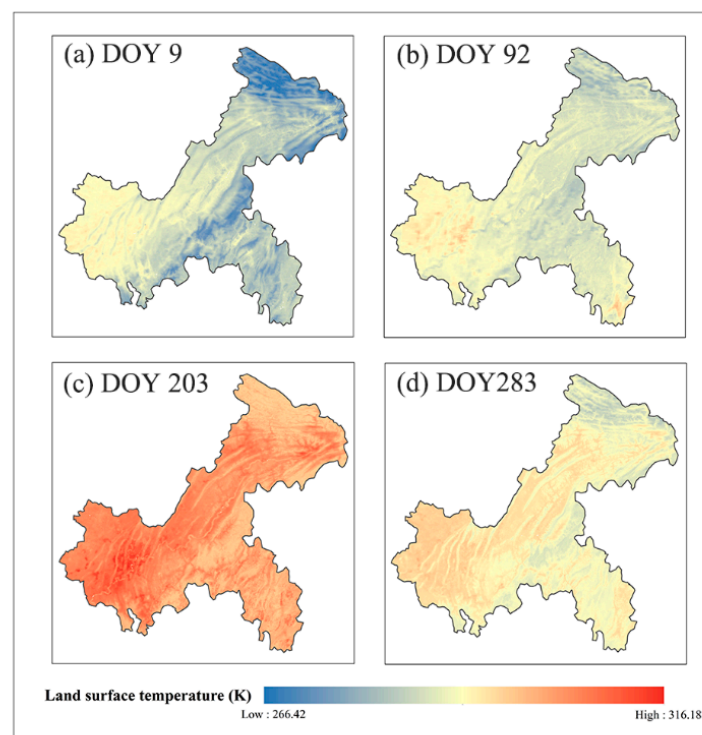 (a) DOY 9
(b) DOY 92
(c) DOY 203
(d) DOY283
Land surface temperature (K)
Low : 266.42
High : 316.18